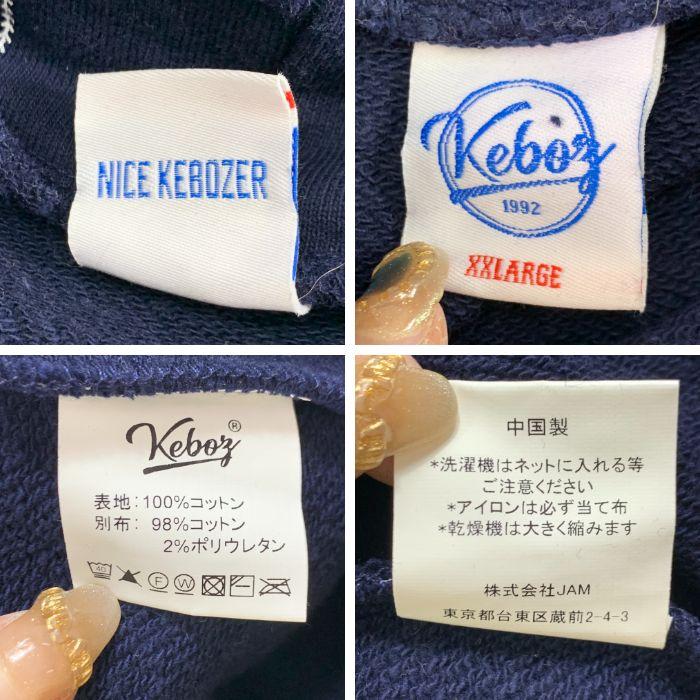 NICE KEBOZER
Keboz
1992
XXLARGE
Keboz®
表地：100%コットン
別布：98%コットン
2%ポリウレタン
40
F
W
中国製
*洗濯機はネットに入れる等
ご注意ください
*アイロンは必ず当て布
*乾燥機は大きく縮みます
株式会社JAM
東京都台東区蔵前2-4-3